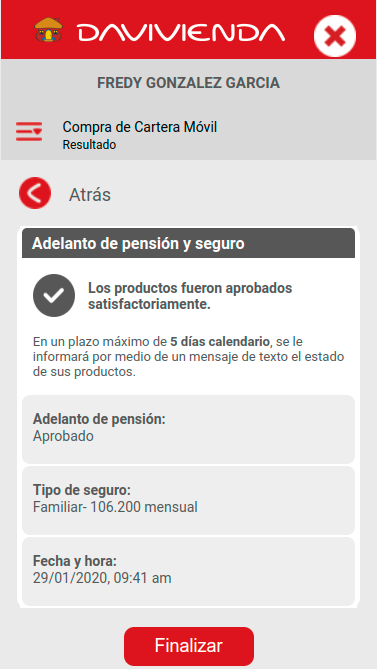 DAVIVIENDA
FREDY GONZALEZ GARCIA
Compra de Cartera Móvil
Resultado
Atrás
Adelanto de pensión y seguro
Los productos fueron aprobados
satisfactoriamente.
En un plazo máximo de 5 días calendario, se le
informará por medio de un mensaje de texto el estado
de sus productos.
Adelanto de pensión:
Aprobado
Tipo de seguro:
Familiar- 106.200 mensual
Fecha y hora:
29/01/2020, 09:41 am
Finalizar